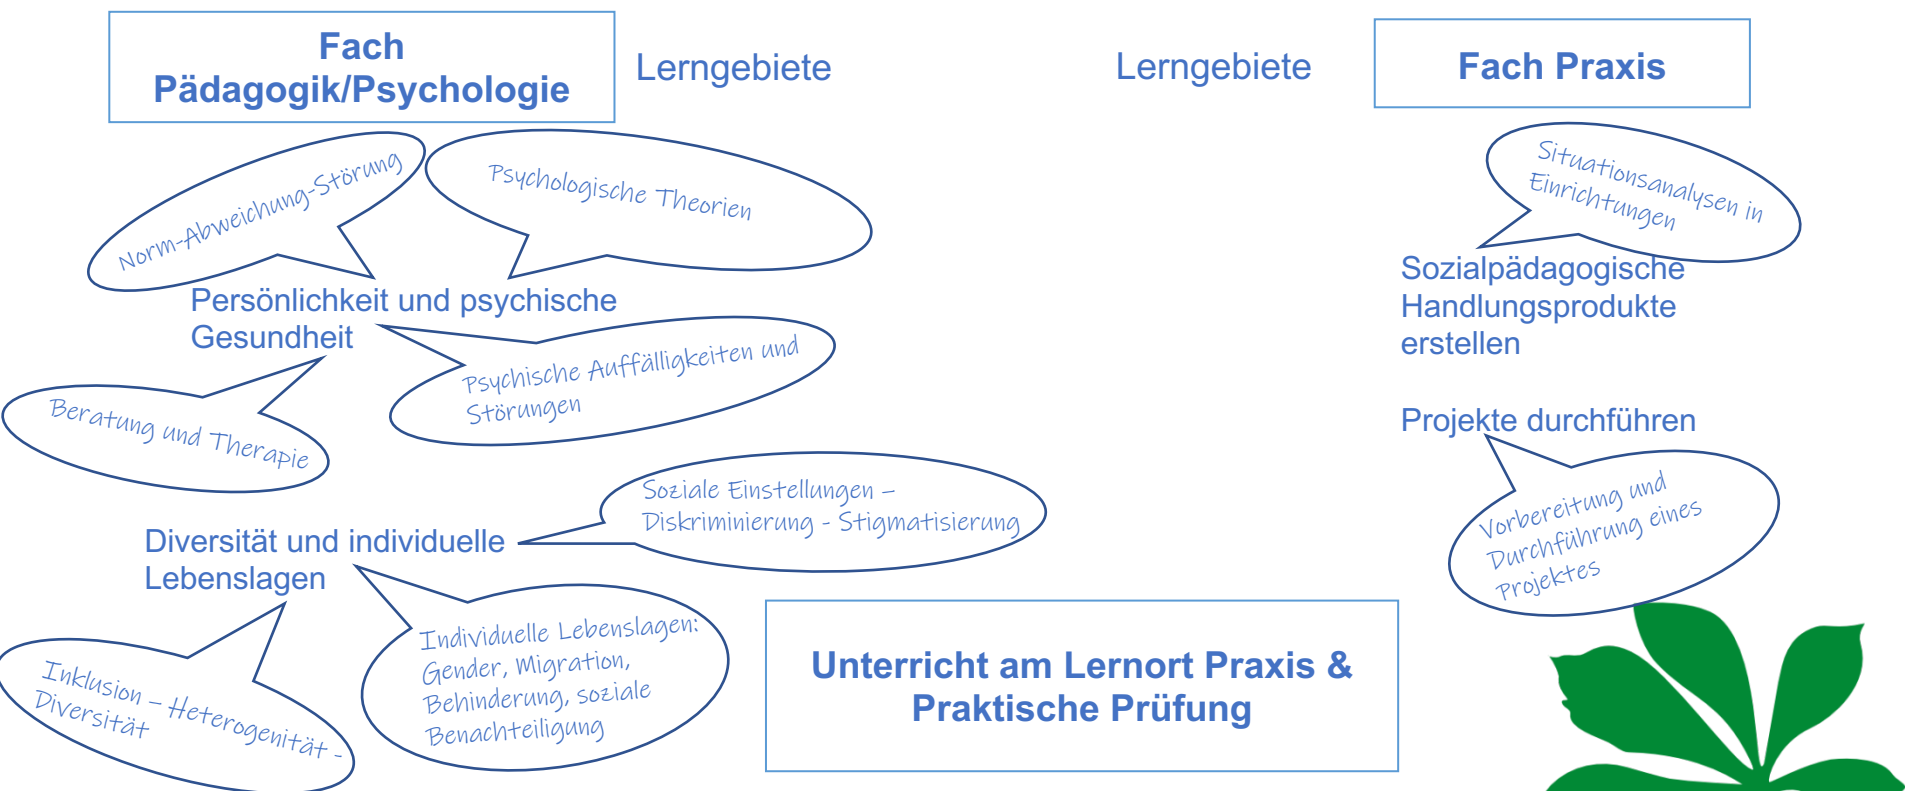 Fach
Pädagogik/Psychologie
Lerngebiete
Lerngebiete
Fach Praxis
Norm-Abweichung-Störung
Psychologische Theorien
Situationsanalysen in
Einrichtungen
Persönlichkeit und psychische
Gesundheit
Sozialpädagogische
Handlungsprodukte
erstellen
Psychische Auffälligkeiten und
Störungen
Beratung und Therapie
Projekte durchführen
Soziale Einstellungen –
Diskriminierung - Stigmatisierung
Vorbereitung und
Durchführung eines
Projektes
Diversität und individuelle
Lebenslagen
Individuelle Lebenslagen:
Gender, Migration,
Behinderung, soziale
Benachteiligung
Inklusion – Heterogenität -
Diversität
Unterricht am Lernort Praxis &
Praktische Prüfung